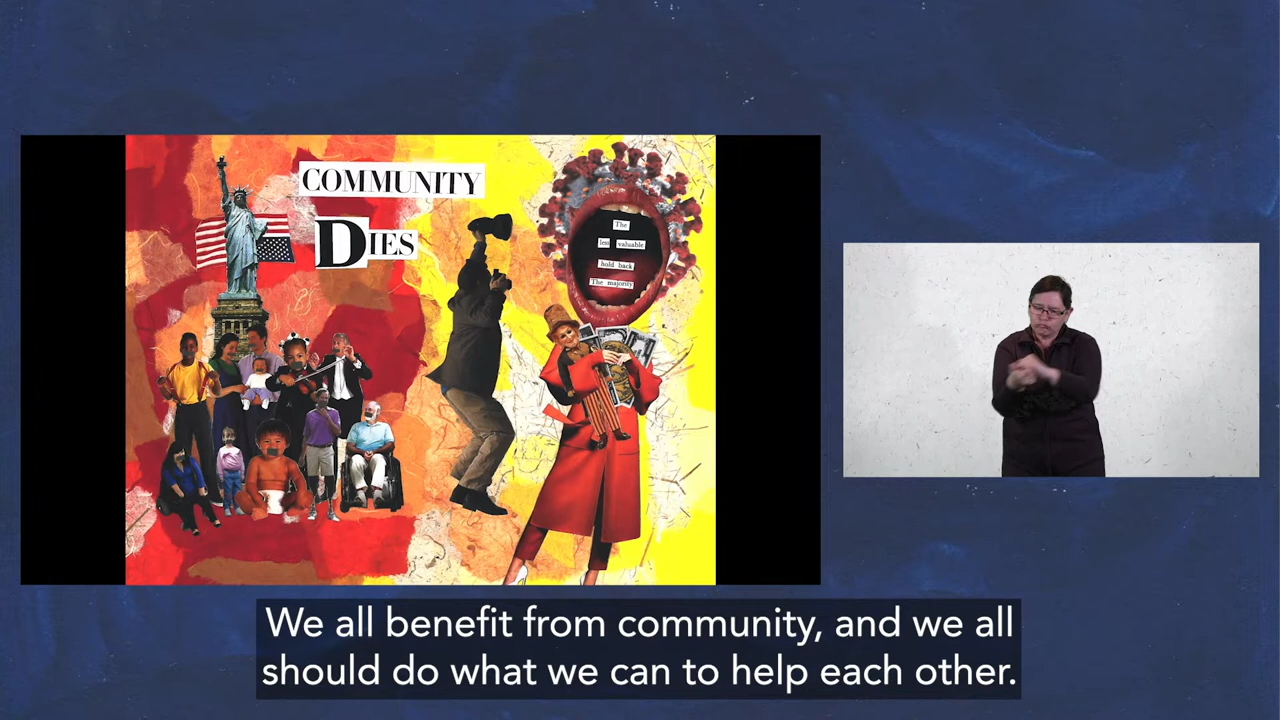 COMMUNITY
DIES
The
less valuable
hold back
The majority
We all benefit from community, and we all
should do what we can to help each other.